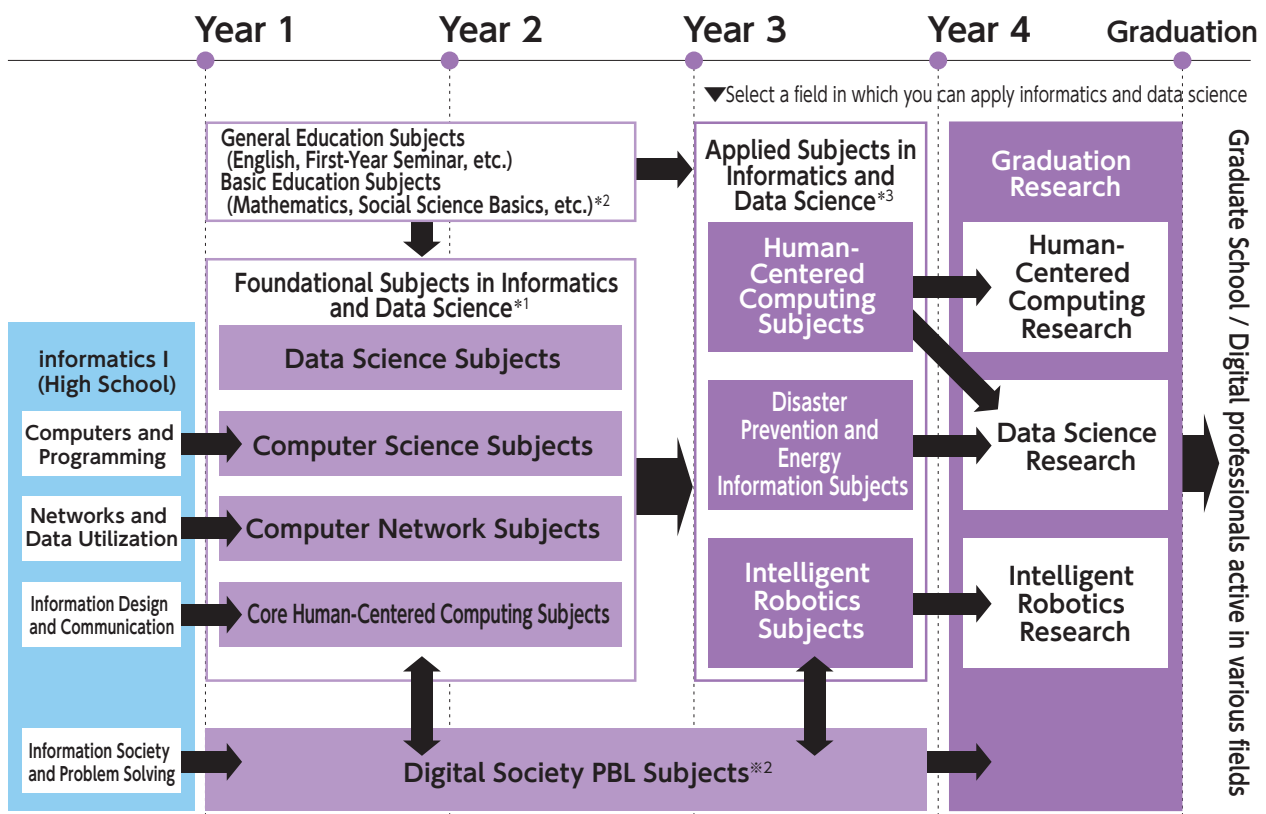 Year 1
Year 2
Year 3
Year 4
Graduation
▼Select a field in which you can apply informatics and data science
General Education Subjects
(English, First-Year Seminar, etc.)
Basic Education Subjects
(Mathematics, Social Science Basics, etc.)*2
Foundational Subjects in Informatics
and Data Science*1
Data Science Subjects
Computer Science Subjects
Computer Network Subjects
Core Human-Centered Computing Subjects
informatics I
(High School)
Computers and
Programming
Networks and
Data Utilization
Information Design
and Communication
Information Society
and Problem Solving
Digital Society PBL Subjects※2
Applied Subjects in
Informatics and
Data Science*3
Human-
Centered
Computing
Subjects
Disaster
Prevention and
Energy
Information Subjects
Intelligent
Robotics
Subjects
Graduation
Research
Human-
Centered
Computing
Research
Data Science
Research
Intelligent
Robotics
Research
Graduate School / Digital professionals active in various fields